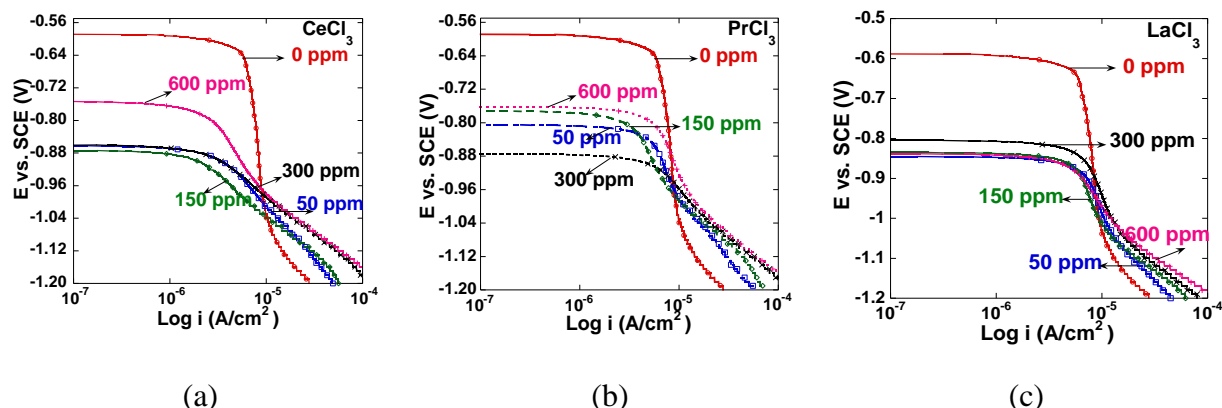 CeCl3
0 ppm
600 ppm
300 ppm
150 ppm
50 ppm
-0.56
-0.64
-0.72
-0.80
-0.88
-0.96
-1.04
-1.12
-1.20
E vs. SCE (V)
10-7
10-6
10-5
10-4
Log i (A/cm2)
(a)
PrCl3
0 ppm
600 ppm
150 ppm
50 ppm
300 ppm
-0.56
-0.64
-0.72
-0.80
-0.88
-0.96
-1.04
-1.12
-1.20
E vs. SCE (V)
10-7
10-6
10-5
10-4
Log i (A/cm2)
(b)
LaCl3
0 ppm
300 ppm
150 ppm
600 ppm
50 ppm
-0.5
-0.6
-0.7
-0.8
-0.9
-1
-1.1
-1.2
E vs. SCE (V)
10-7
10-6
10-5
10-4
Log i (A/cm2)
(c)